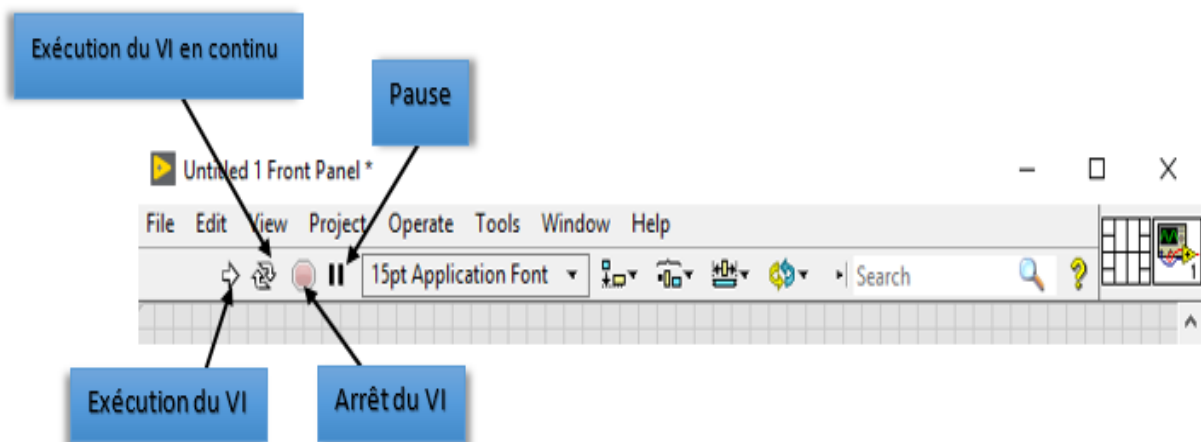 Exécution du VI en continu
Pause
Untitled 1 Front Panel *
File Edit View Project Operate Tools Window Help
15pt Application Font
Search
1
Exécution du VI
Arrêt du VI